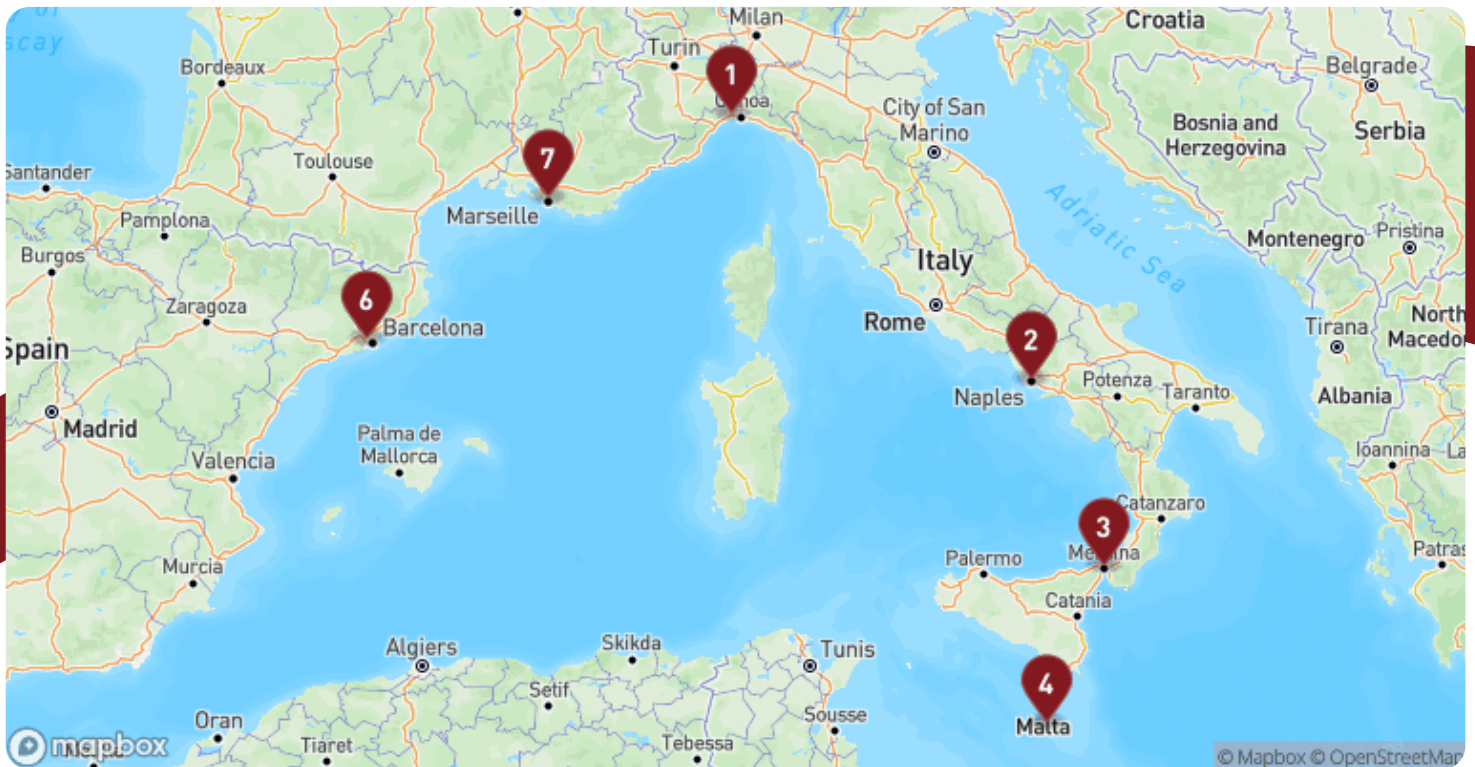 Milan
Croatia
Turin
Bordeaux
Belgrade
1
City of San
Marino
Bosnia and
Herzegovina
Serbia
Toulouse
7
Santander
Marseille
Pamplona
Adriatic Sea
Montenegro
Pristina
Burgos
Italy
Zaragoza
6
Barcelona
Rome
North
Macedo
Tirana
Spain
2
Potenza
Taranto
Naples
Albania
Madrid
Palma de
Mallorca
Valencia
Ioannina
La
Catanzaro
3
Palermo
Patras
Murcia
Catania
Algiers
Skikda
Tunis
4
Setif
Malta
Sousse
Oran
Tiaret
Tebessa
mapbox
© Mapbox © OpenStreetMap